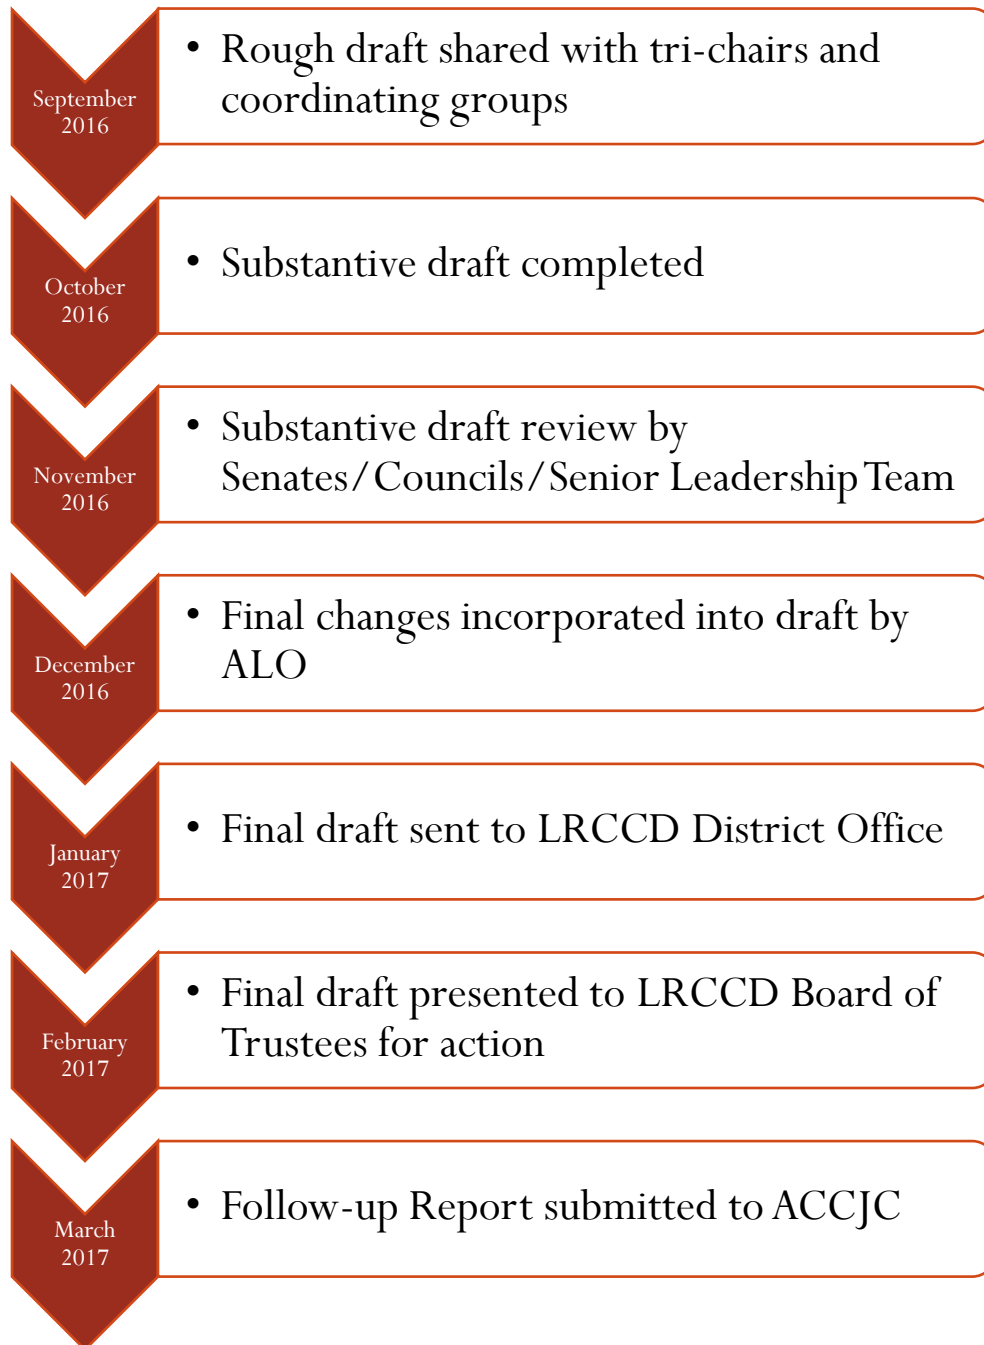 September
2016
• Rough draft shared with tri-chairs and
coordinating groups
October
2016
• Substantive draft completed
November
2016
• Substantive draft review by
Senates/Councils/Senior Leadership Team
December
2016
• Final changes incorporated into draft by
ALO
January
2017
• Final draft sent to LRCCD District Office
February
2017
• Final draft presented to LRCCD Board of
Trustees for action
March
2017
• Follow-up Report submitted to ACCJC